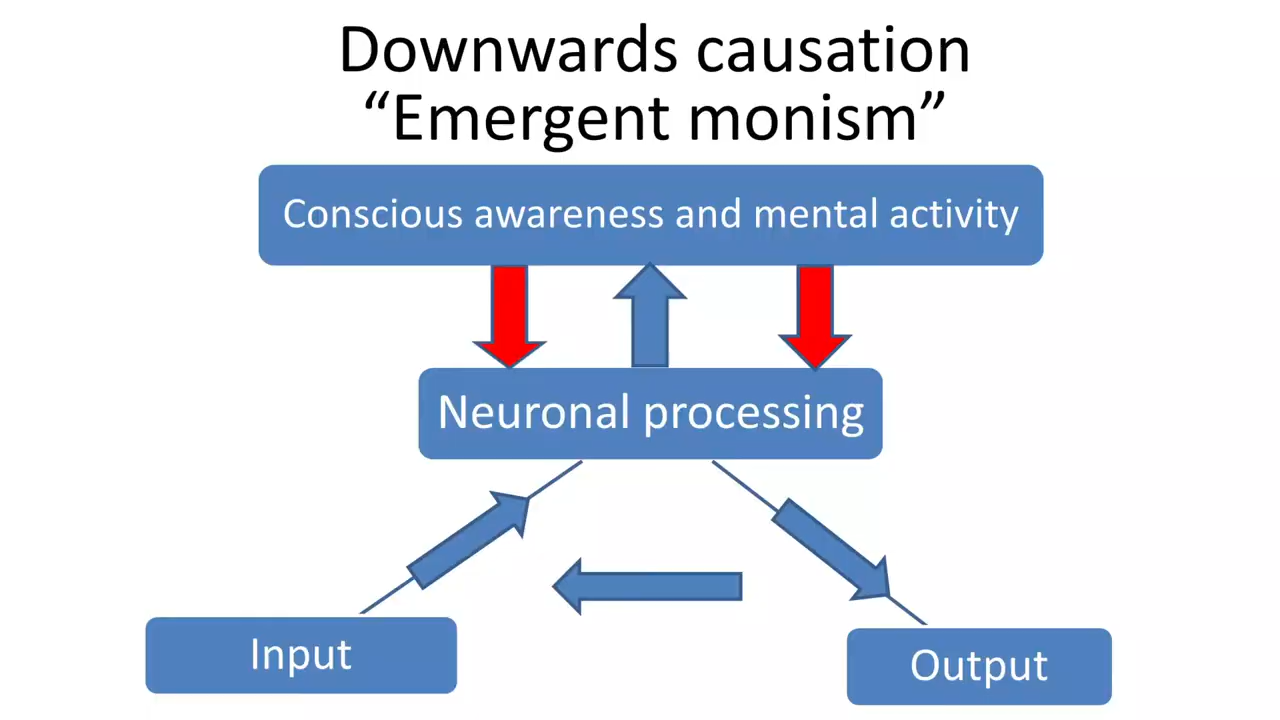 Downwards causation
“Emergent monism”
Conscious awareness and mental activity
Neuronal processing
Input
Output